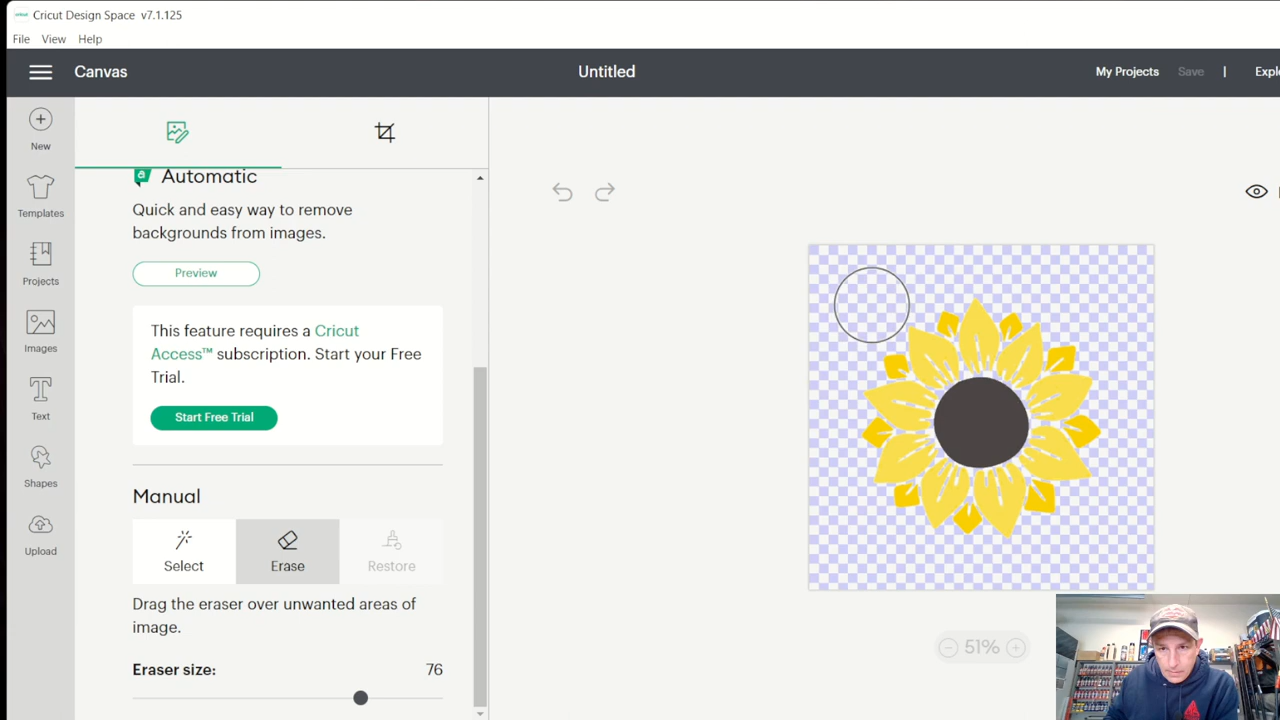 Cricut Design Space v7.1.125
File View Help
Canvas
Untitled
My Projects Save | Explo
New
Templates
Projects
Images
Text
Shapes
Upload
Automatic
Quick and easy way to remove
backgrounds from images.
Preview
This feature requires a Cricut
Access™ subscription. Start your Free
Trial.
Start Free Trial
Manual
Select
Erase
Restore
Drag the eraser over unwanted areas of
image.
Eraser size: 76
51%